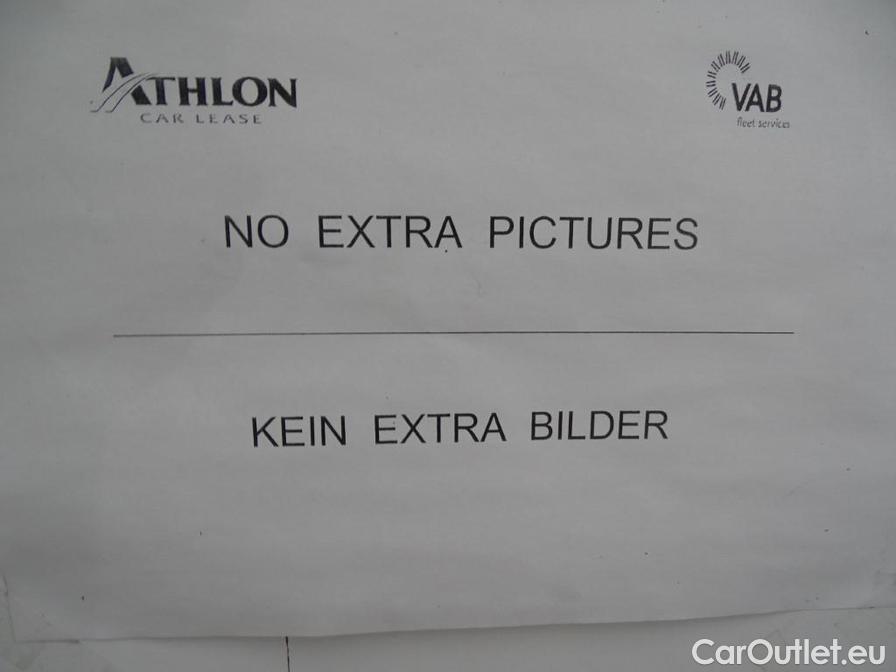 ATHLON
CAR LEASE
VAB
fleet services
NO EXTRA PICTURES
KEIN EXTRA BILDER
CarOutlet.eu